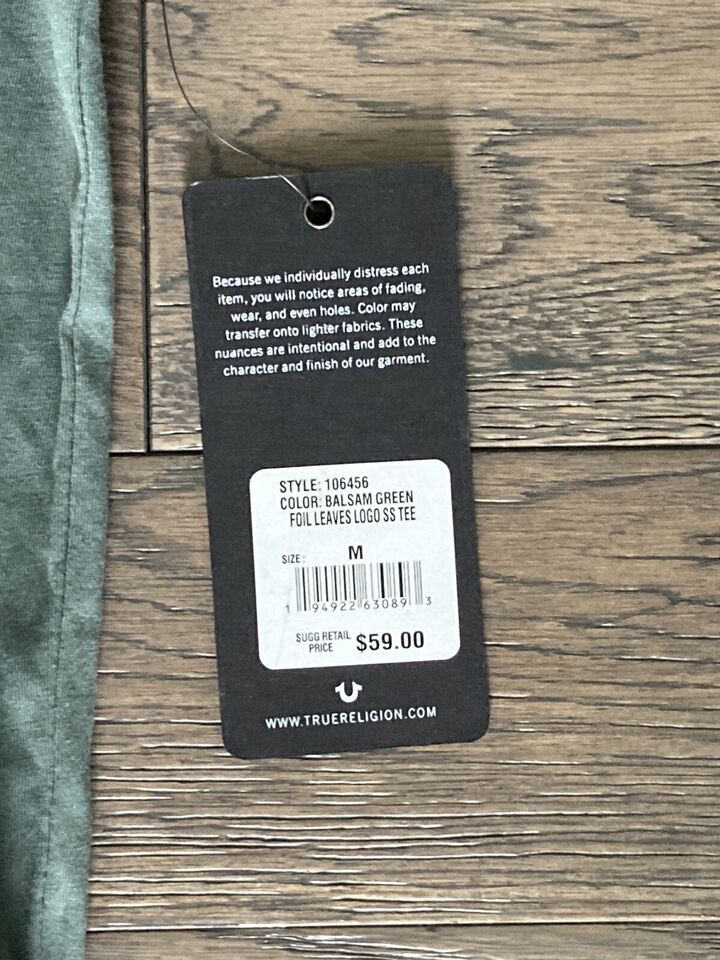 Because we individually distress each
item, you will notice areas of fading,
wear, and even holes. Color may
transfer onto lighter fabrics. These
nuances are intentional and add to the
character and finish of our garment.
STYLE: 106456
COLOR: BALSAM GREEN
FOIL LEAVES LOGO SS TEE
SIZE: M
1 94922 63089 3
SUGG RETAIL
PRICE $59.00
WWW.TRUERELIGION.COM